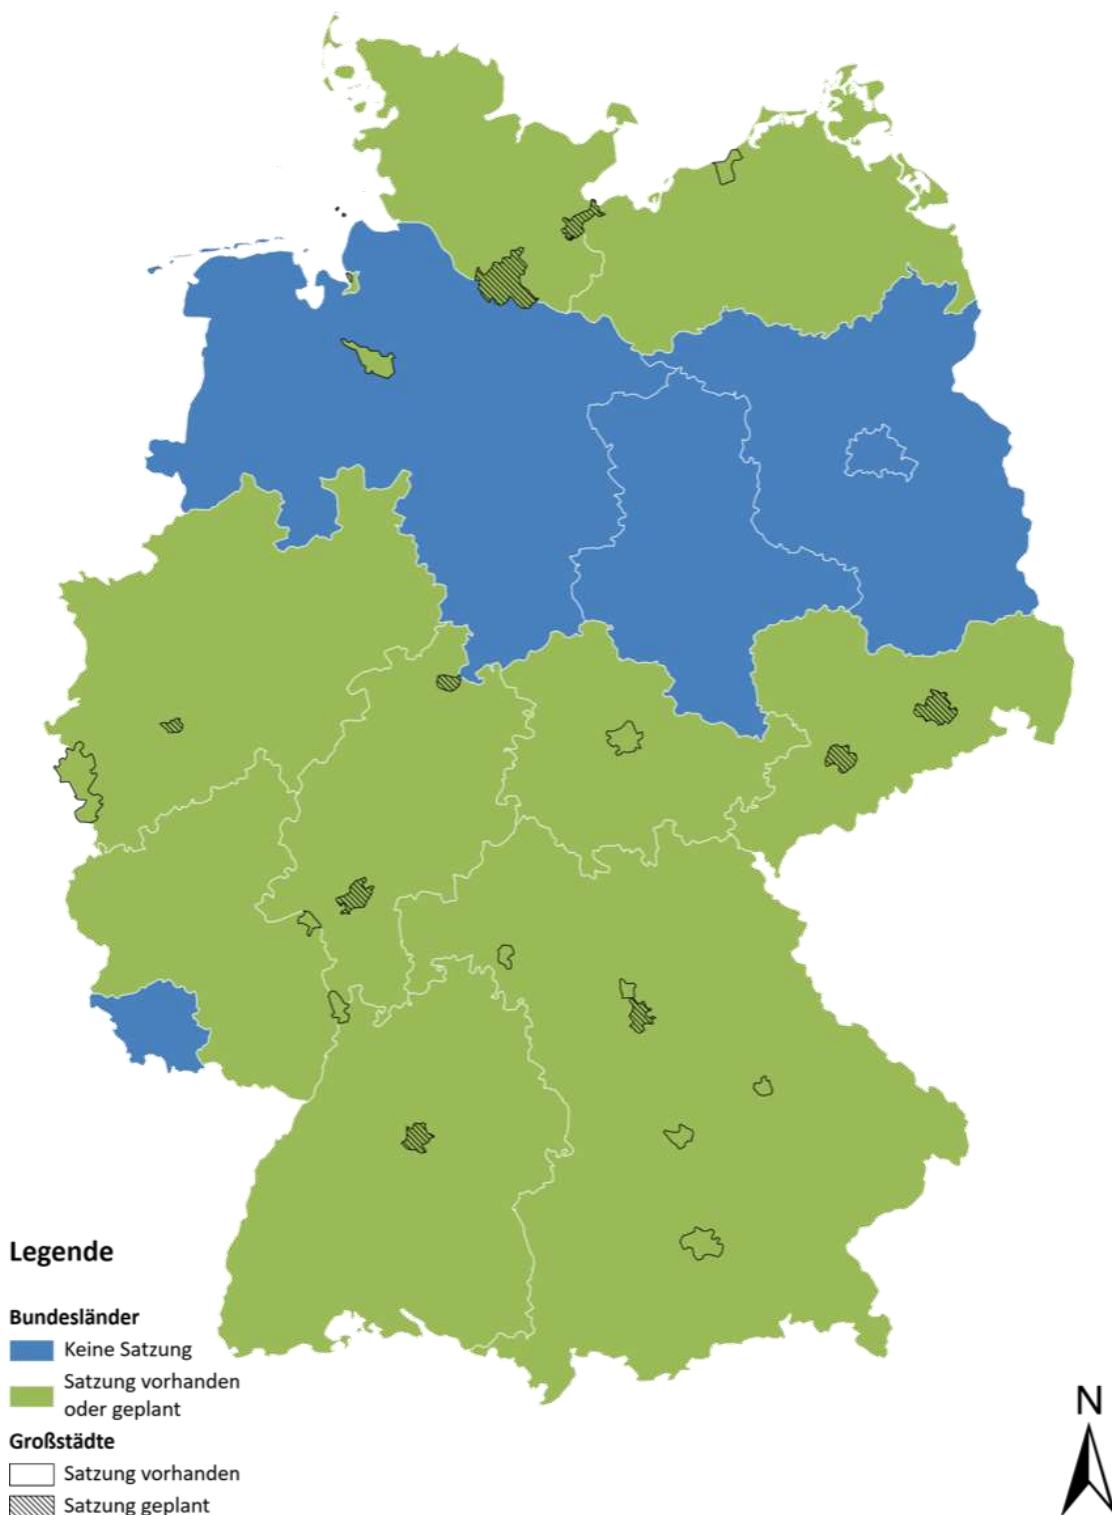 Legende
Bundesländer
Keine Satzung
Satzung vorhanden
oder geplant
Großstädte
Satzung vorhanden
Satzung geplant
N